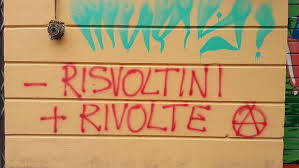 - RISVOLTINI
+ RIVOLTE Ⓐ